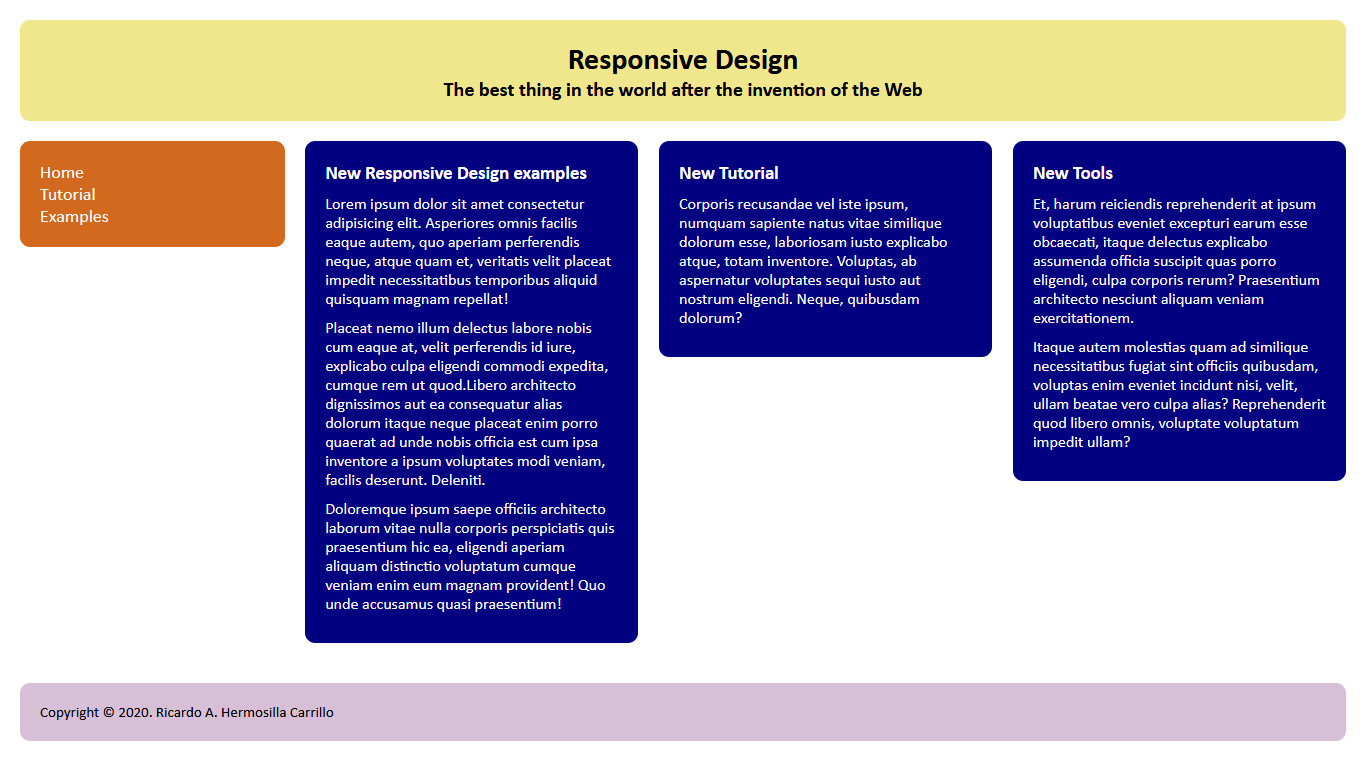 Responsive Design
The best thing in the world after the invention of the Web
Home
Tutorial
Examples
New Responsive Design examples
Lorem ipsum dolor sit amet consectetur
adipisicing elit. Asperiores omnis facilis
eaque autem, quo aperiam perferendis
neque, atque quam et, veritatis velit placeat
impedit necessitatibus temporibus aliquid
quisquam magnam repellat!
Placeat nemo illum delectus labore nobis
cum eaque at, velit perferendis id iure,
explicabo culpa eligendi commodi expedita,
cumque rem ut quod.Libero architecto
dignissimos aut ea consequatur alias
dolorum itaque neque placeat enim porro
quaerat ad unde nobis officia est cum ipsa
inventore a ipsum voluptates modi veniam,
facilis deserunt. Deleniti.
Doloremque ipsum saepe officiis architecto
laborum vitae nulla corporis perspiciatis quis
praesentium hic ea, eligendi aperiam
aliquam distinctio voluptatum cumque
veniam enim eum magnam provident! Quo
unde accusamus quasi praesentium!
New Tutorial
Corporis recusandae vel iste ipsum,
numquam sapiente natus vitae similique
dolorum esse, laboriosam iusto explicabo
atque, totam inventore. Voluptas, ab
aspernatur voluptates sequi iusto aut
nostrum eligendi. Neque, quibusdam
dolorum?
New Tools
Et, harum reiciendis reprehenderit at ipsum
voluptatibus eveniet excepturi earum esse
obcaecati, itaque delectus explicabo
assumenda officia suscipit quas porro
eligendi, culpa corporis rerum? Praesentium
architecto nesciunt aliquam veniam
exercitationem.
Itaque autem molestias quam ad similique
necessitatibus fugiat sint officiis quibusdam,
voluptas enim eveniet incidunt nisi, velit,
ullam beatae vero culpa alias? Reprehenderit
quod libero omnis, voluptate voluptatum
impedit ullam?
Copyright © 2020. Ricardo A. Hermosilla Carrillo